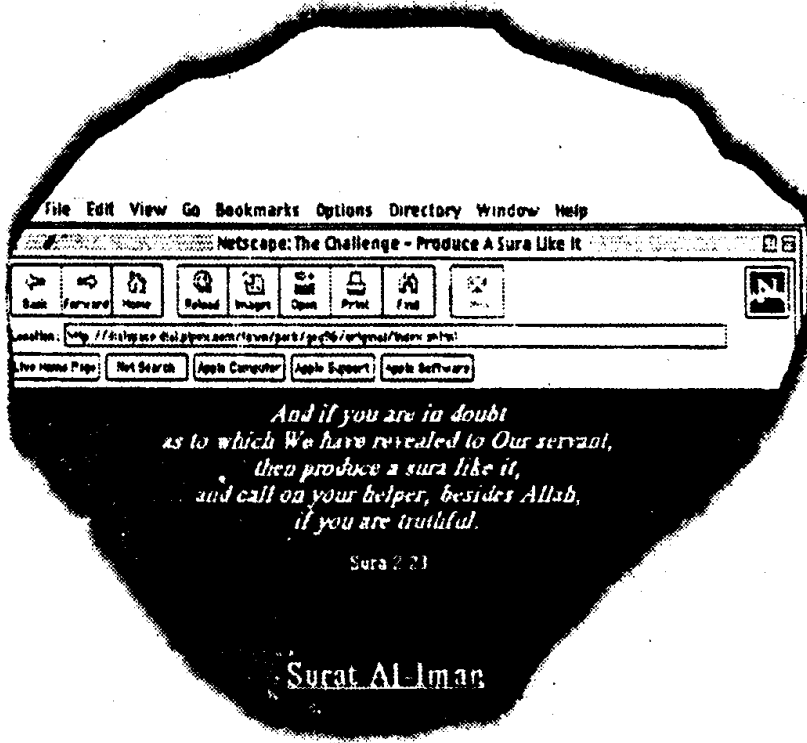 File Edit View Go Bookmarks Options Directory Window Help
Netscape: The Challenge - Produce A Sura Like It
Back Forward Home Reload Images Open Print Find
Location:
Live Home Page Net Search Apple Computer Apple Support Apple Software
And if you are in doubt
as to which We have revealed to Our servant,
then produce a sura like it,
and call on your helper, besides Allah,
if you are truthful.
Sura 2:23
Surat Al-Iman